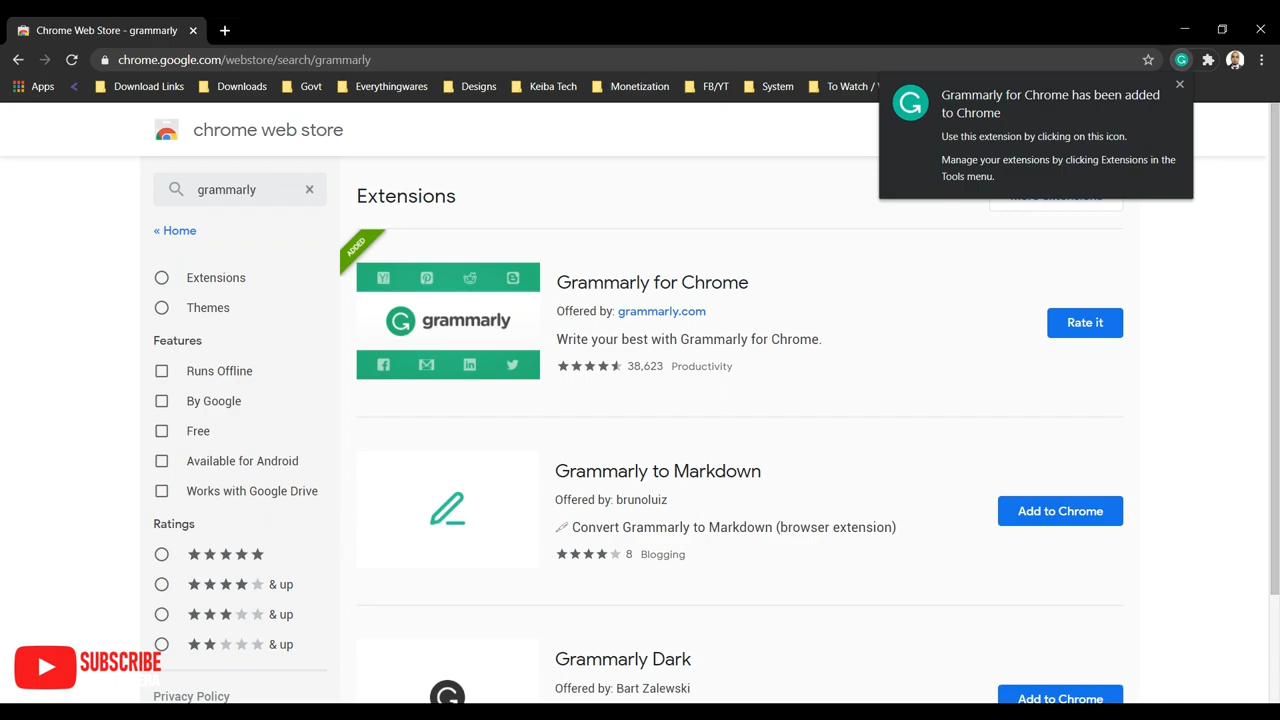 Chrome Web Store - grammarly
chrome.google.com/webstore/search/grammarly
Apps
Download Links
Downloads
Govt
Everythingwares
Designs
Keiba Tech
Monetization
FB/YT
System
To Watch /
Grammarly for Chrome has been added
to Chrome
Use this extension by clicking on this icon.
Manage your extensions by clicking Extensions in the
Tools menu.
chrome web store
grammarly
« Home
Extensions
Themes
Features
Runs Offline
By Google
Free
Available for Android
Works with Google Drive
Ratings
& up
& up
& up
Privacy Policy
Extensions
ADDED
grammarly
Grammarly for Chrome
Offered by: grammarly.com
Write your best with Grammarly for Chrome.
38,623 Productivity
Rate it
Grammarly to Markdown
Offered by: brunoluiz
Convert Grammarly to Markdown (browser extension)
8 Blogging
Add to Chrome
Grammarly Dark
Offered by: Bart Zalewski
Add to Chrome
SUBSCRIBE